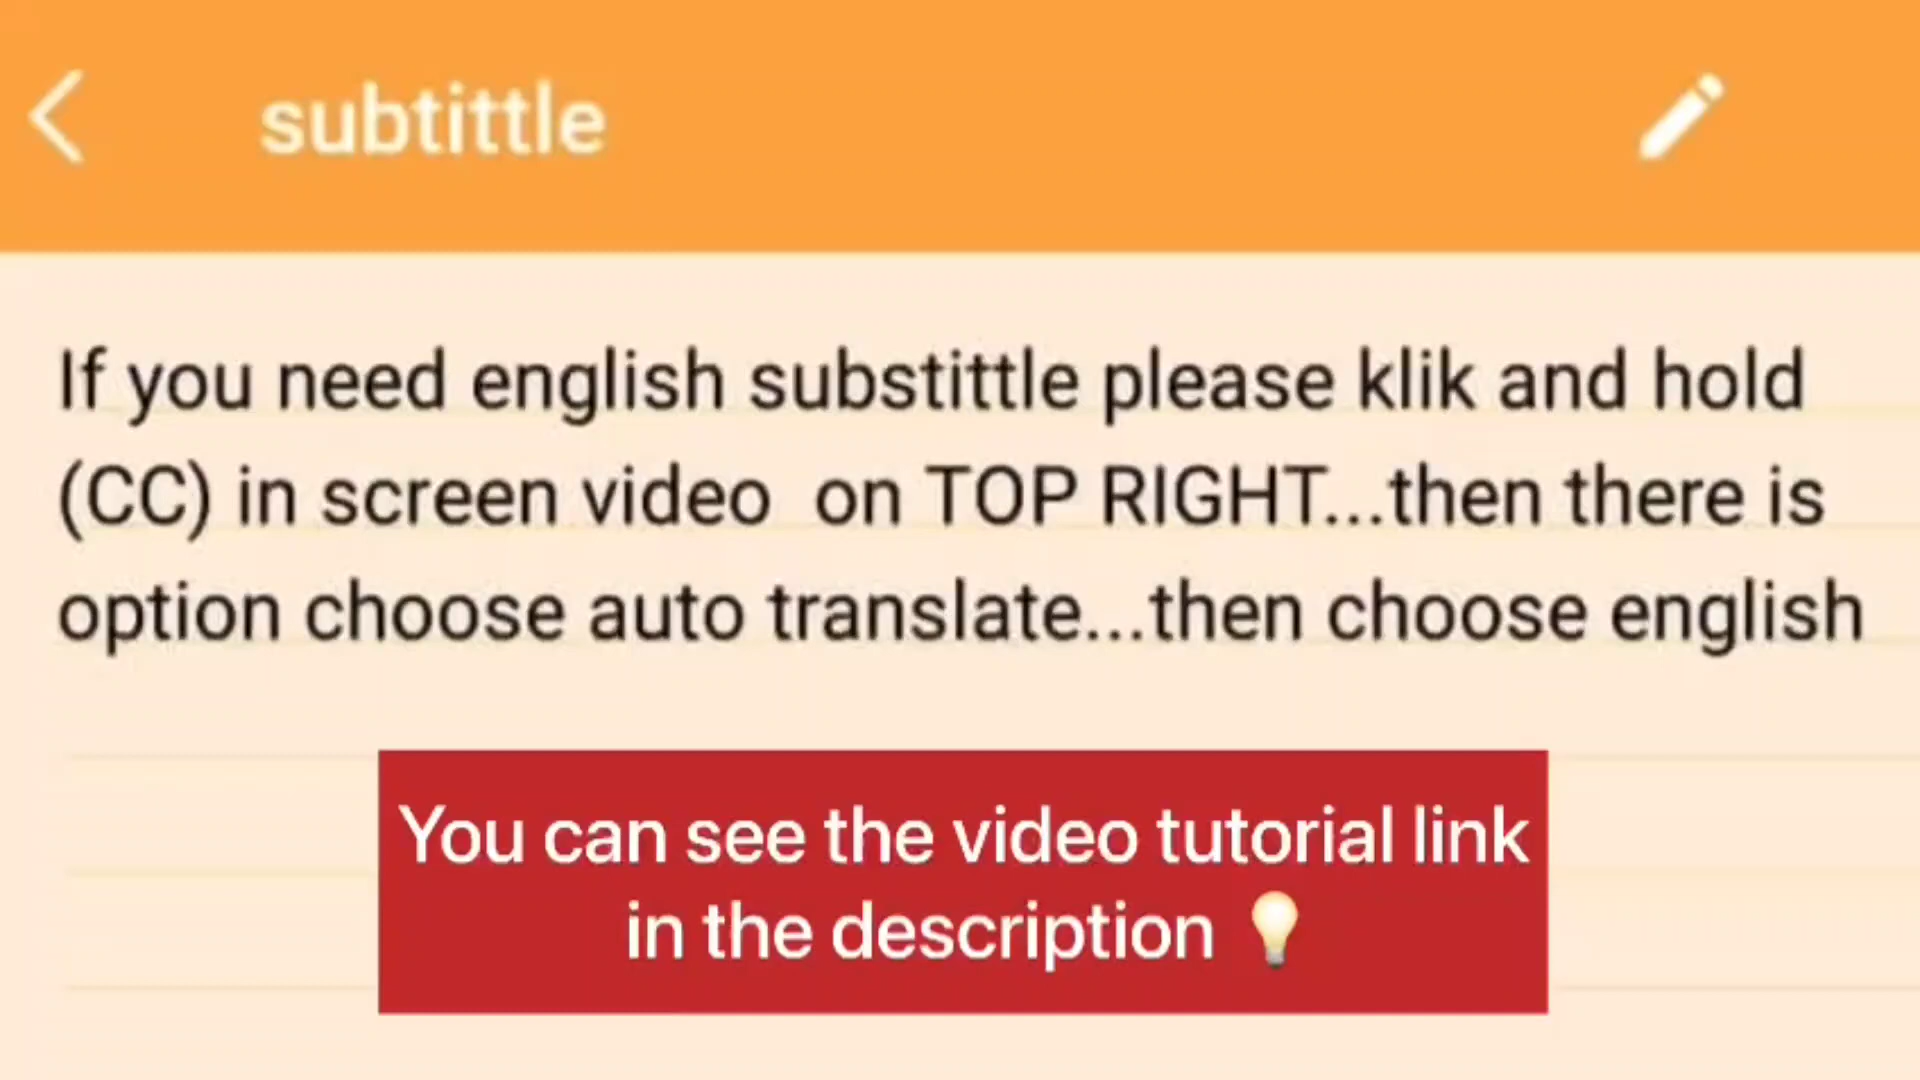 subtittle
If you need english substittle please klik and hold
(CC) in screen video on TOP RIGHT...then there is
option choose auto translate...then choose english
You can see the video tutorial link
in the description 💡